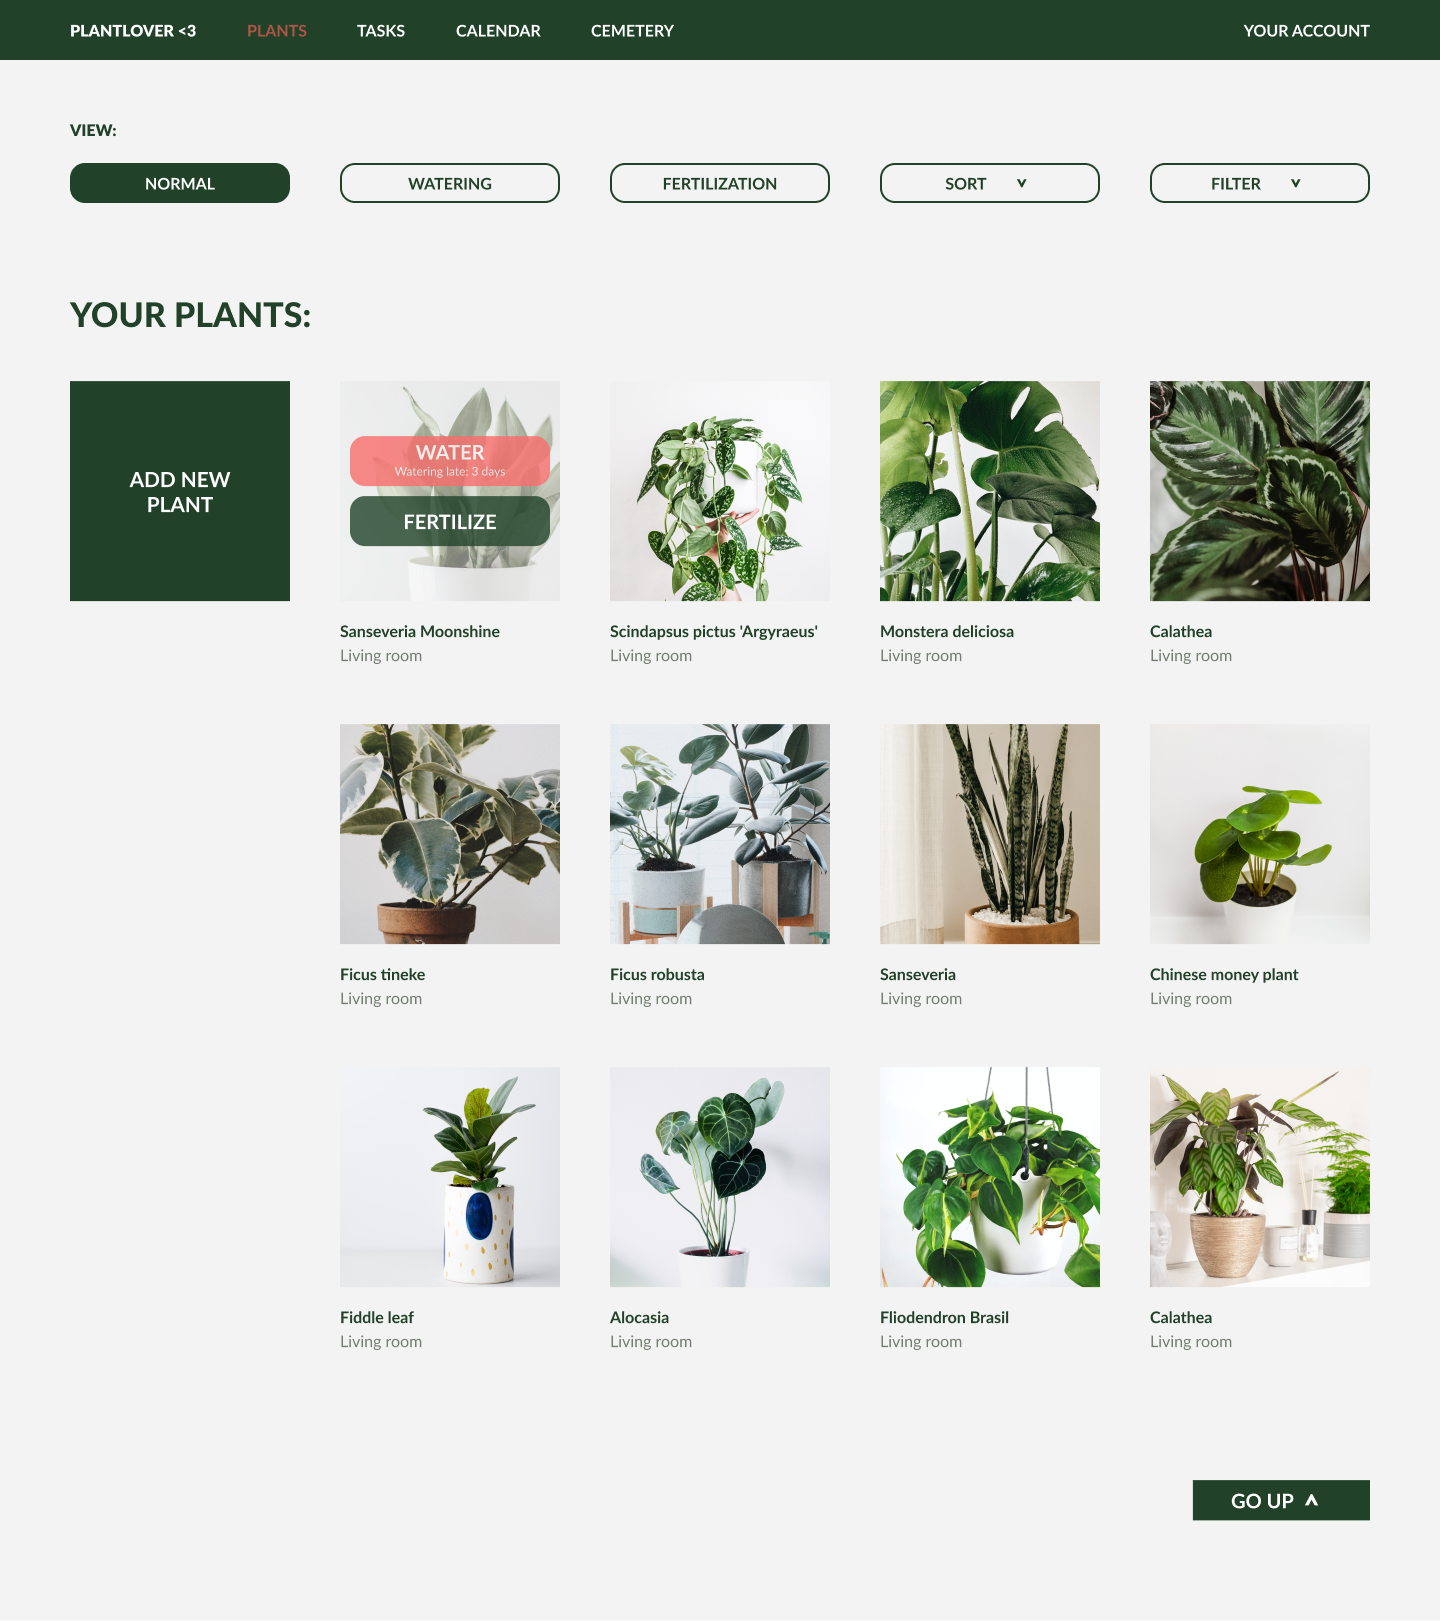 PLANTLOVER <3 PLANTS TASKS CALENDAR CEMETERY YOUR ACCOUNT
VIEW:
NORMAL WATERING FERTILIZATION SORT FILTER
YOUR PLANTS:
ADD NEW
PLANT
WATER
Watering late: 3 days
FERTILIZE
Sanseveria Moonshine
Living room
Scindapsus pictus 'Argyraeus'
Living room
Monstera deliciosa
Living room
Calathea
Living room
Ficus tineke
Living room
Ficus robusta
Living room
Sanseveria
Living room
Chinese money plant
Living room
Fiddle leaf
Living room
Alocasia
Living room
Fliodendron Brasil
Living room
Calathea
Living room
GO UP